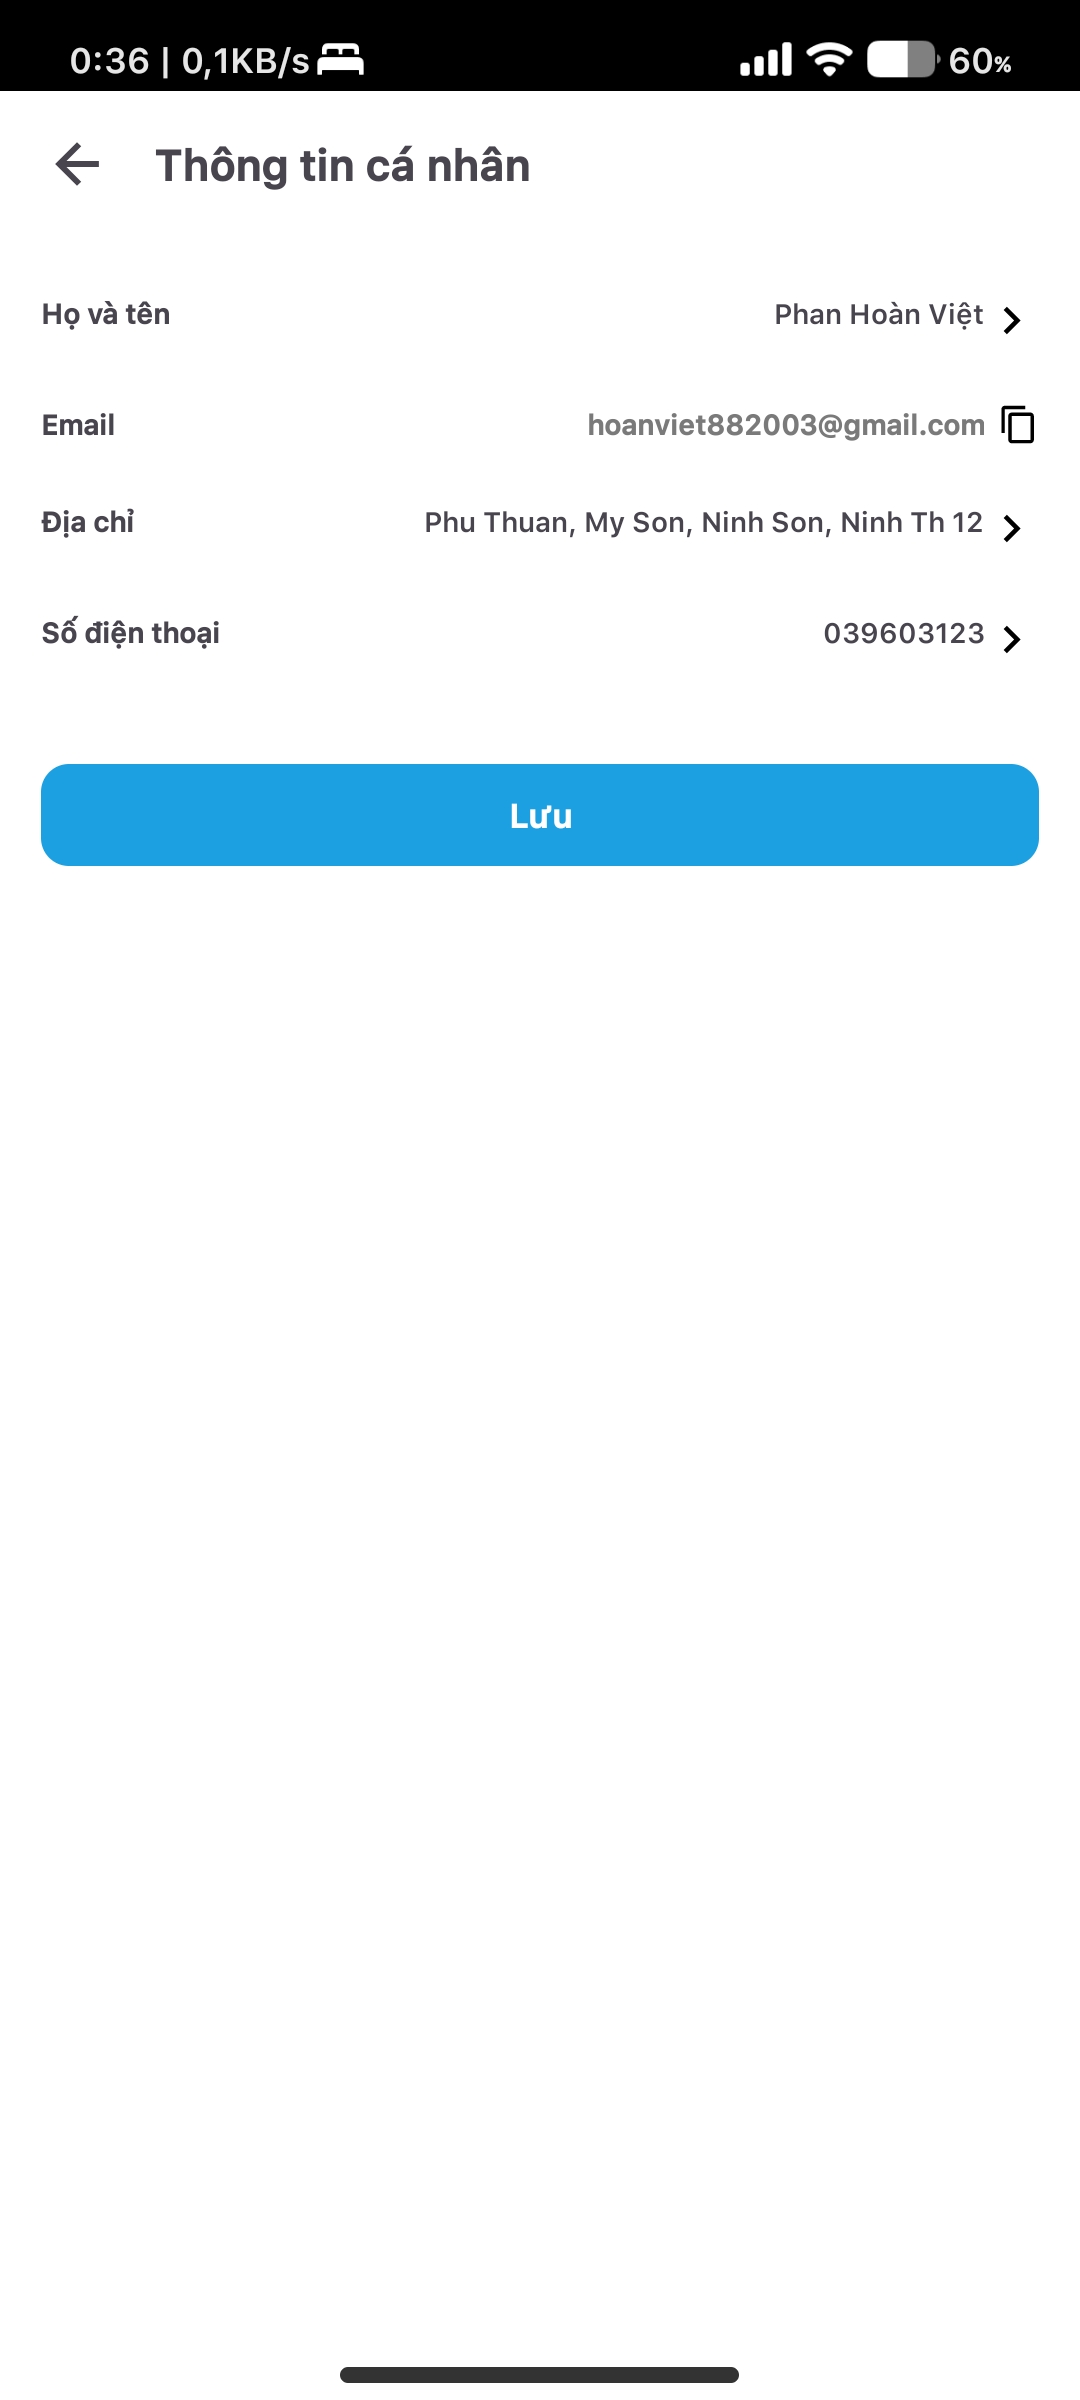 0:36 | 0,1KB/s 60%
Thông tin cá nhân
Họ và tên Phan Hoàn Việt
Email hoanviet882003@gmail.com
Địa chỉ Phu Thuan, My Son, Ninh Son, Ninh Th 12
Số điện thoại 039603123
Lưu